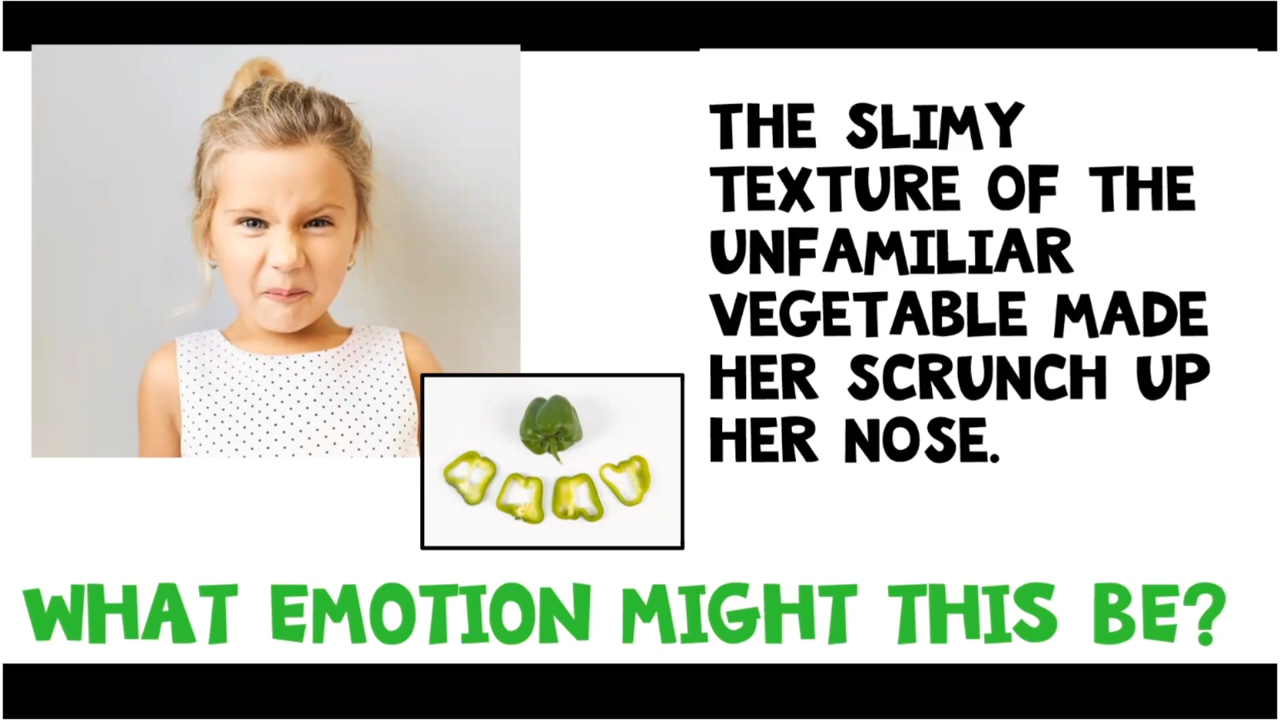 THE SLIMY
TEXTURE OF THE
UNFAMILIAR
VEGETABLE MADE
HER SCRUNCH UP
HER NOSE.
WHAT EMOTION MIGHT THIS BE?